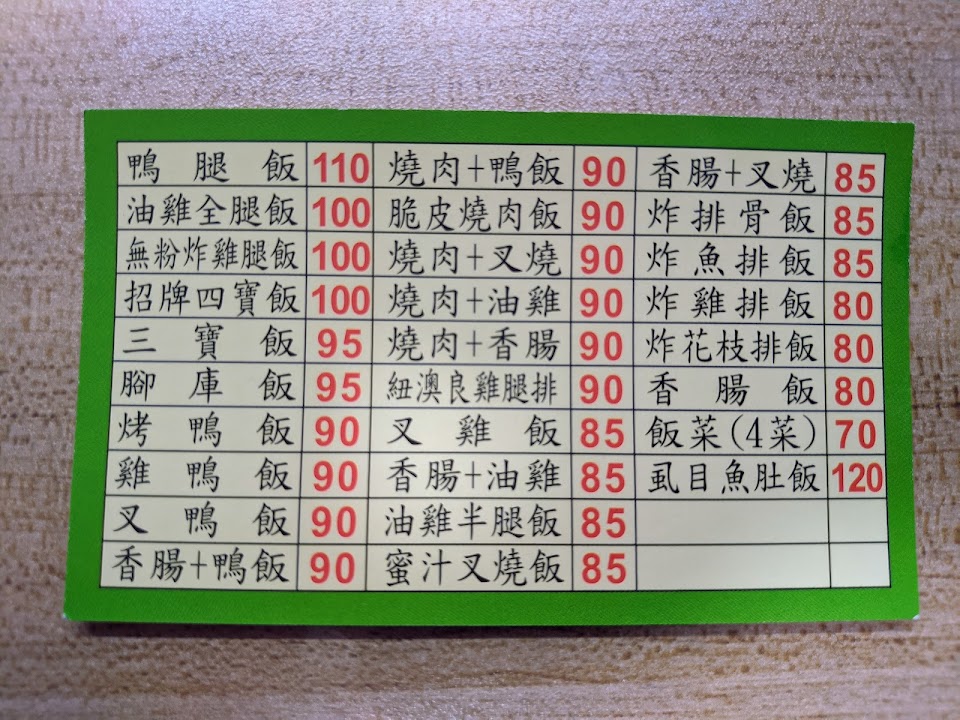 鴨腿飯 110 燒肉+鴨飯 90 香腸+叉燒 85
油雞全腿飯 100 脆皮燒肉飯 90 炸排骨飯 85
無粉炸雞腿飯 100 燒肉+叉燒 90 炸魚排飯 85
招牌四寶飯 100 燒肉+油雞 90 炸雞排飯 80
三寶飯 95 燒肉+香腸 90 炸花枝排飯 80
腳庫飯 95 紐澳良雞腿排 90 香腸飯 80
烤鴨飯 90 叉雞飯 85 飯菜(4菜) 70
雞鴨飯 90 香腸+油雞 85 虱目魚肚飯 120
叉鴨飯 90 油雞半腿飯 85
香腸+鴨飯 90 蜜汁叉燒飯 85